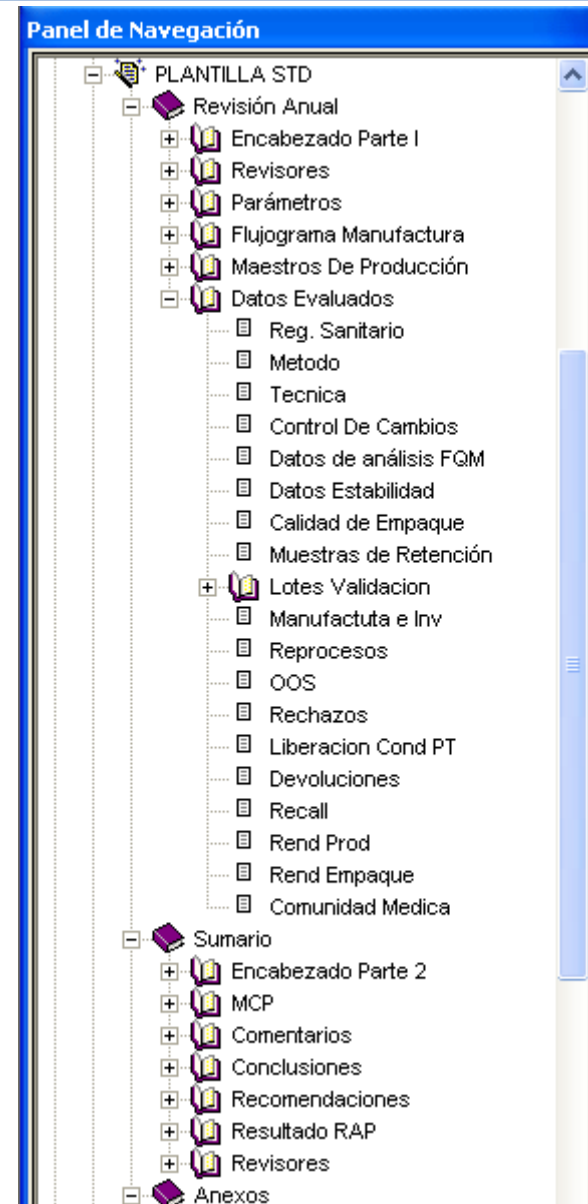 Panel de Navegación
PLANTILLA STD
Revisión Anual
Encabezado Parte I
Revisores
Parámetros
Flujograma Manufactura
Maestros De Producción
Datos Evaluados
Reg. Sanitario
Metodo
Tecnica
Control De Cambios
Datos de análisis FQM
Datos Estabilidad
Calidad de Empaque
Muestras de Retención
Lotes Validacion
Manufactuta e Inv
Reprocesos
OOS
Rechazos
Liberacion Cond PT
Devoluciones
Recall
Rend Prod
Rend Empaque
Comunidad Medica
Sumario
Encabezado Parte 2
MCP
Comentarios
Conclusiones
Recomendaciones
Resultado RAP
Revisores
Anexos